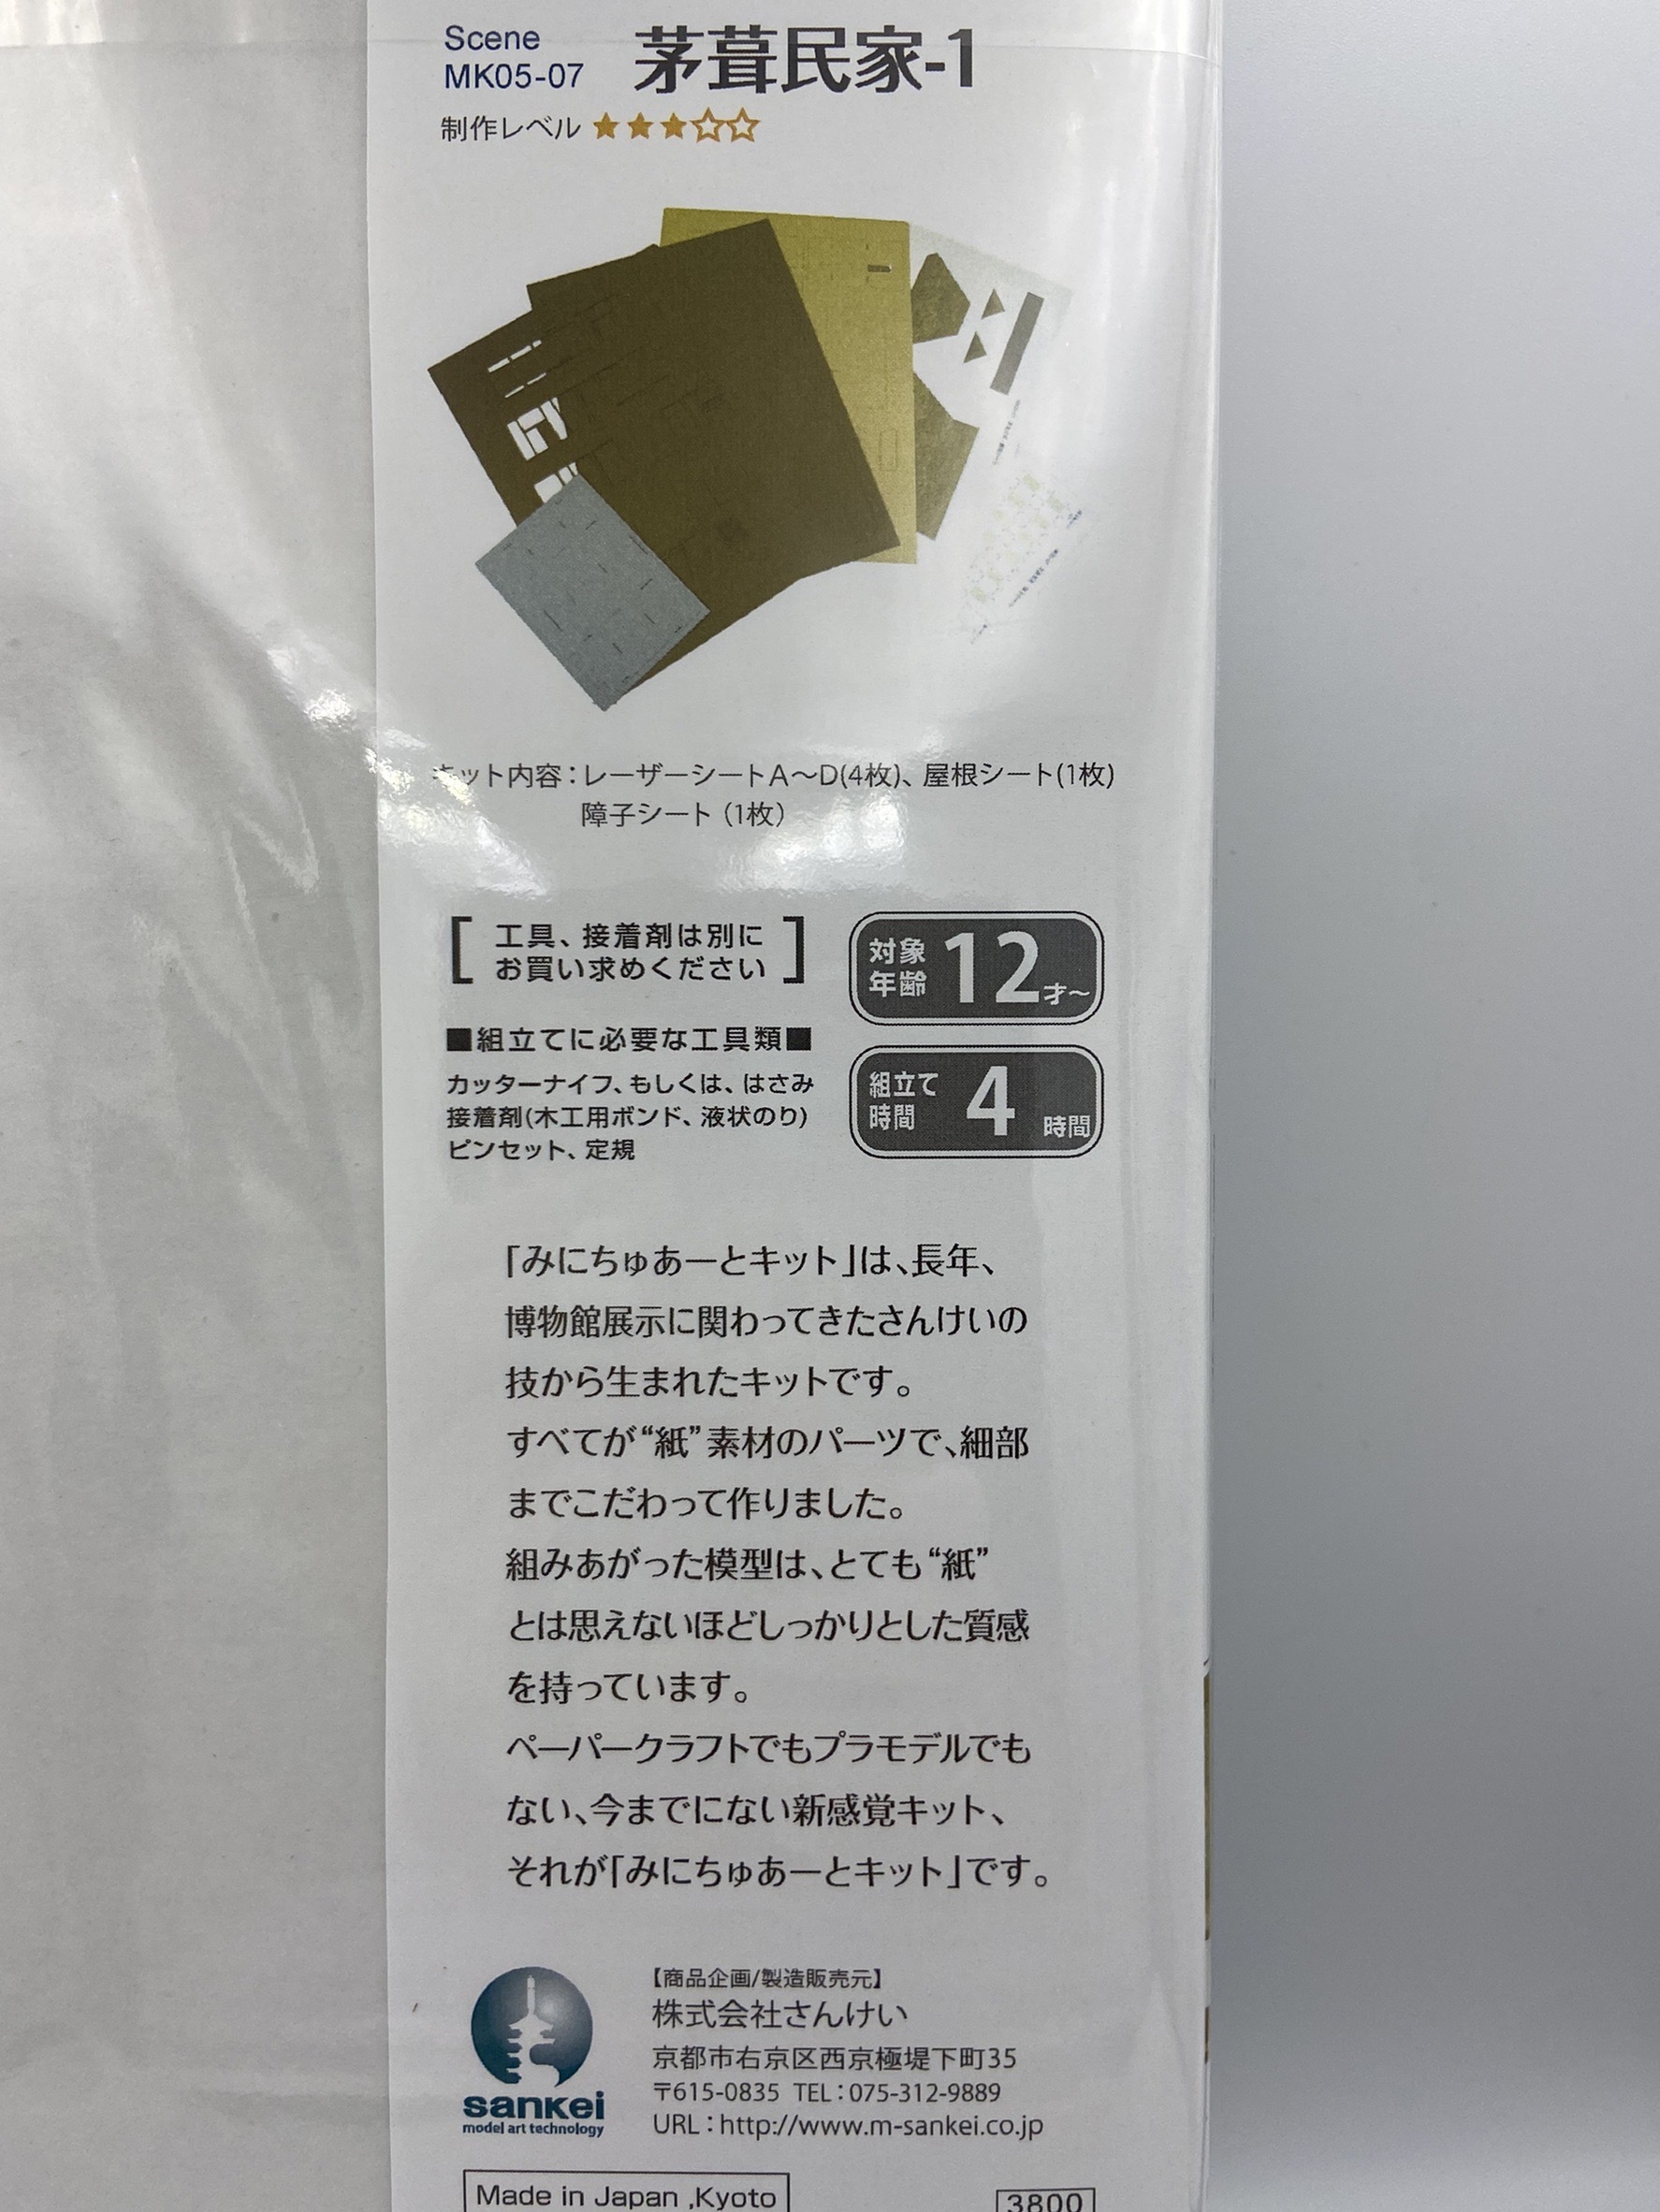 Scene
MK05-07
茅葺民家-1
制作レベル ★★★☆☆
キット内容：レーザーシートA～D(4枚)、屋根シート(1枚)
障子シート（1枚）
[ 工具、接着剤は別に
お買い求めください ]
対象
年齢 12才～
■組立てに必要な工具類■
カッターナイフ、もしくは、はさみ
接着剤(木工用ボンド、液状のり)
ピンセット、定規
組立て
時間 4 時間
「みにちゅあーとキット」は、長年、
博物館展示に関わってきたさんけいの
技から生まれたキットです。
すべてが“紙”素材のパーツで、細部
までこだわって作りました。
組みあがった模型は、とても“紙”
とは思えないほどしっかりとした質感
を持っています。
ペーパークラフトでもプラモデルでも
ない、今までにない新感覚キット、
それが「みにちゅあーとキット」です。
sankei
model art technology
【商品企画/製造販売元】
株式会社さんけい
京都市右京区西京極堤下町35
〒615-0835 TEL：075-312-9889
URL：http://www.m-sankei.co.jp
Made in Japan ,Kyoto
3800